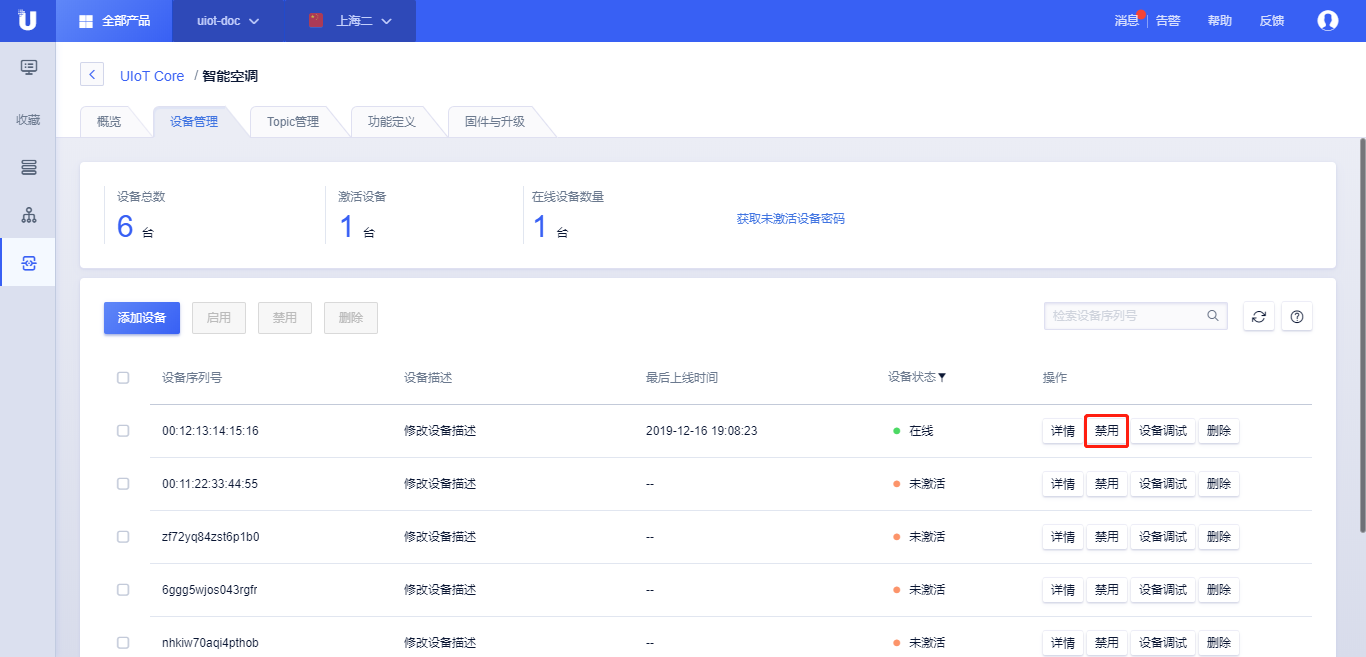 全部产品 uiot-doc 上海二 消息 告警 帮助 反馈
收藏
UIoT Core / 智能空调
概览 设备管理 Topic管理 功能定义 固件与升级
设备总数 激活设备 在线设备数量
6 台 1 台 1 台 获取未激活设备密码
添加设备 启用 禁用 删除 检索设备序列号
设备序列号 设备描述 最后上线时间 设备状态 操作
00:12:13:14:15:16 修改设备描述 2019-12-16 19:08:23 在线 详情 禁用 设备调试 删除
00:11:22:33:44:55 修改设备描述 -- 未激活 详情 禁用 设备调试 删除
zf72yq84zst6p1b0 修改设备描述 -- 未激活 详情 禁用 设备调试 删除
6ggg5wjos043rgfr 修改设备描述 -- 未激活 详情 禁用 设备调试 删除
nhkiw70aqi4pthob 修改设备描述 -- 未激活 详情 禁用 设备调试 删除